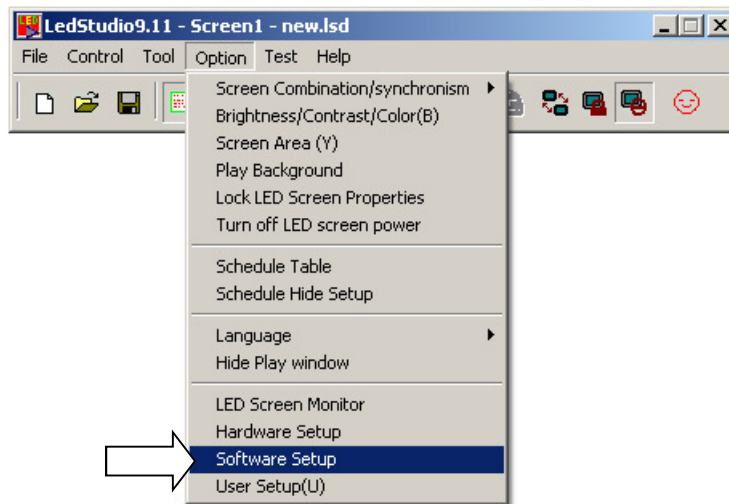 LedStudio9.11 - Screen1 - new.lsd
File Control Tool Option Test Help
Screen Combination/synchronism
Brightness/Contrast/Color(B)
Screen Area (Y)
Play Background
Lock LED Screen Properties
Turn off LED screen power
Schedule Table
Schedule Hide Setup
Language
Hide Play window
LED Screen Monitor
Hardware Setup
Software Setup
User Setup(U)